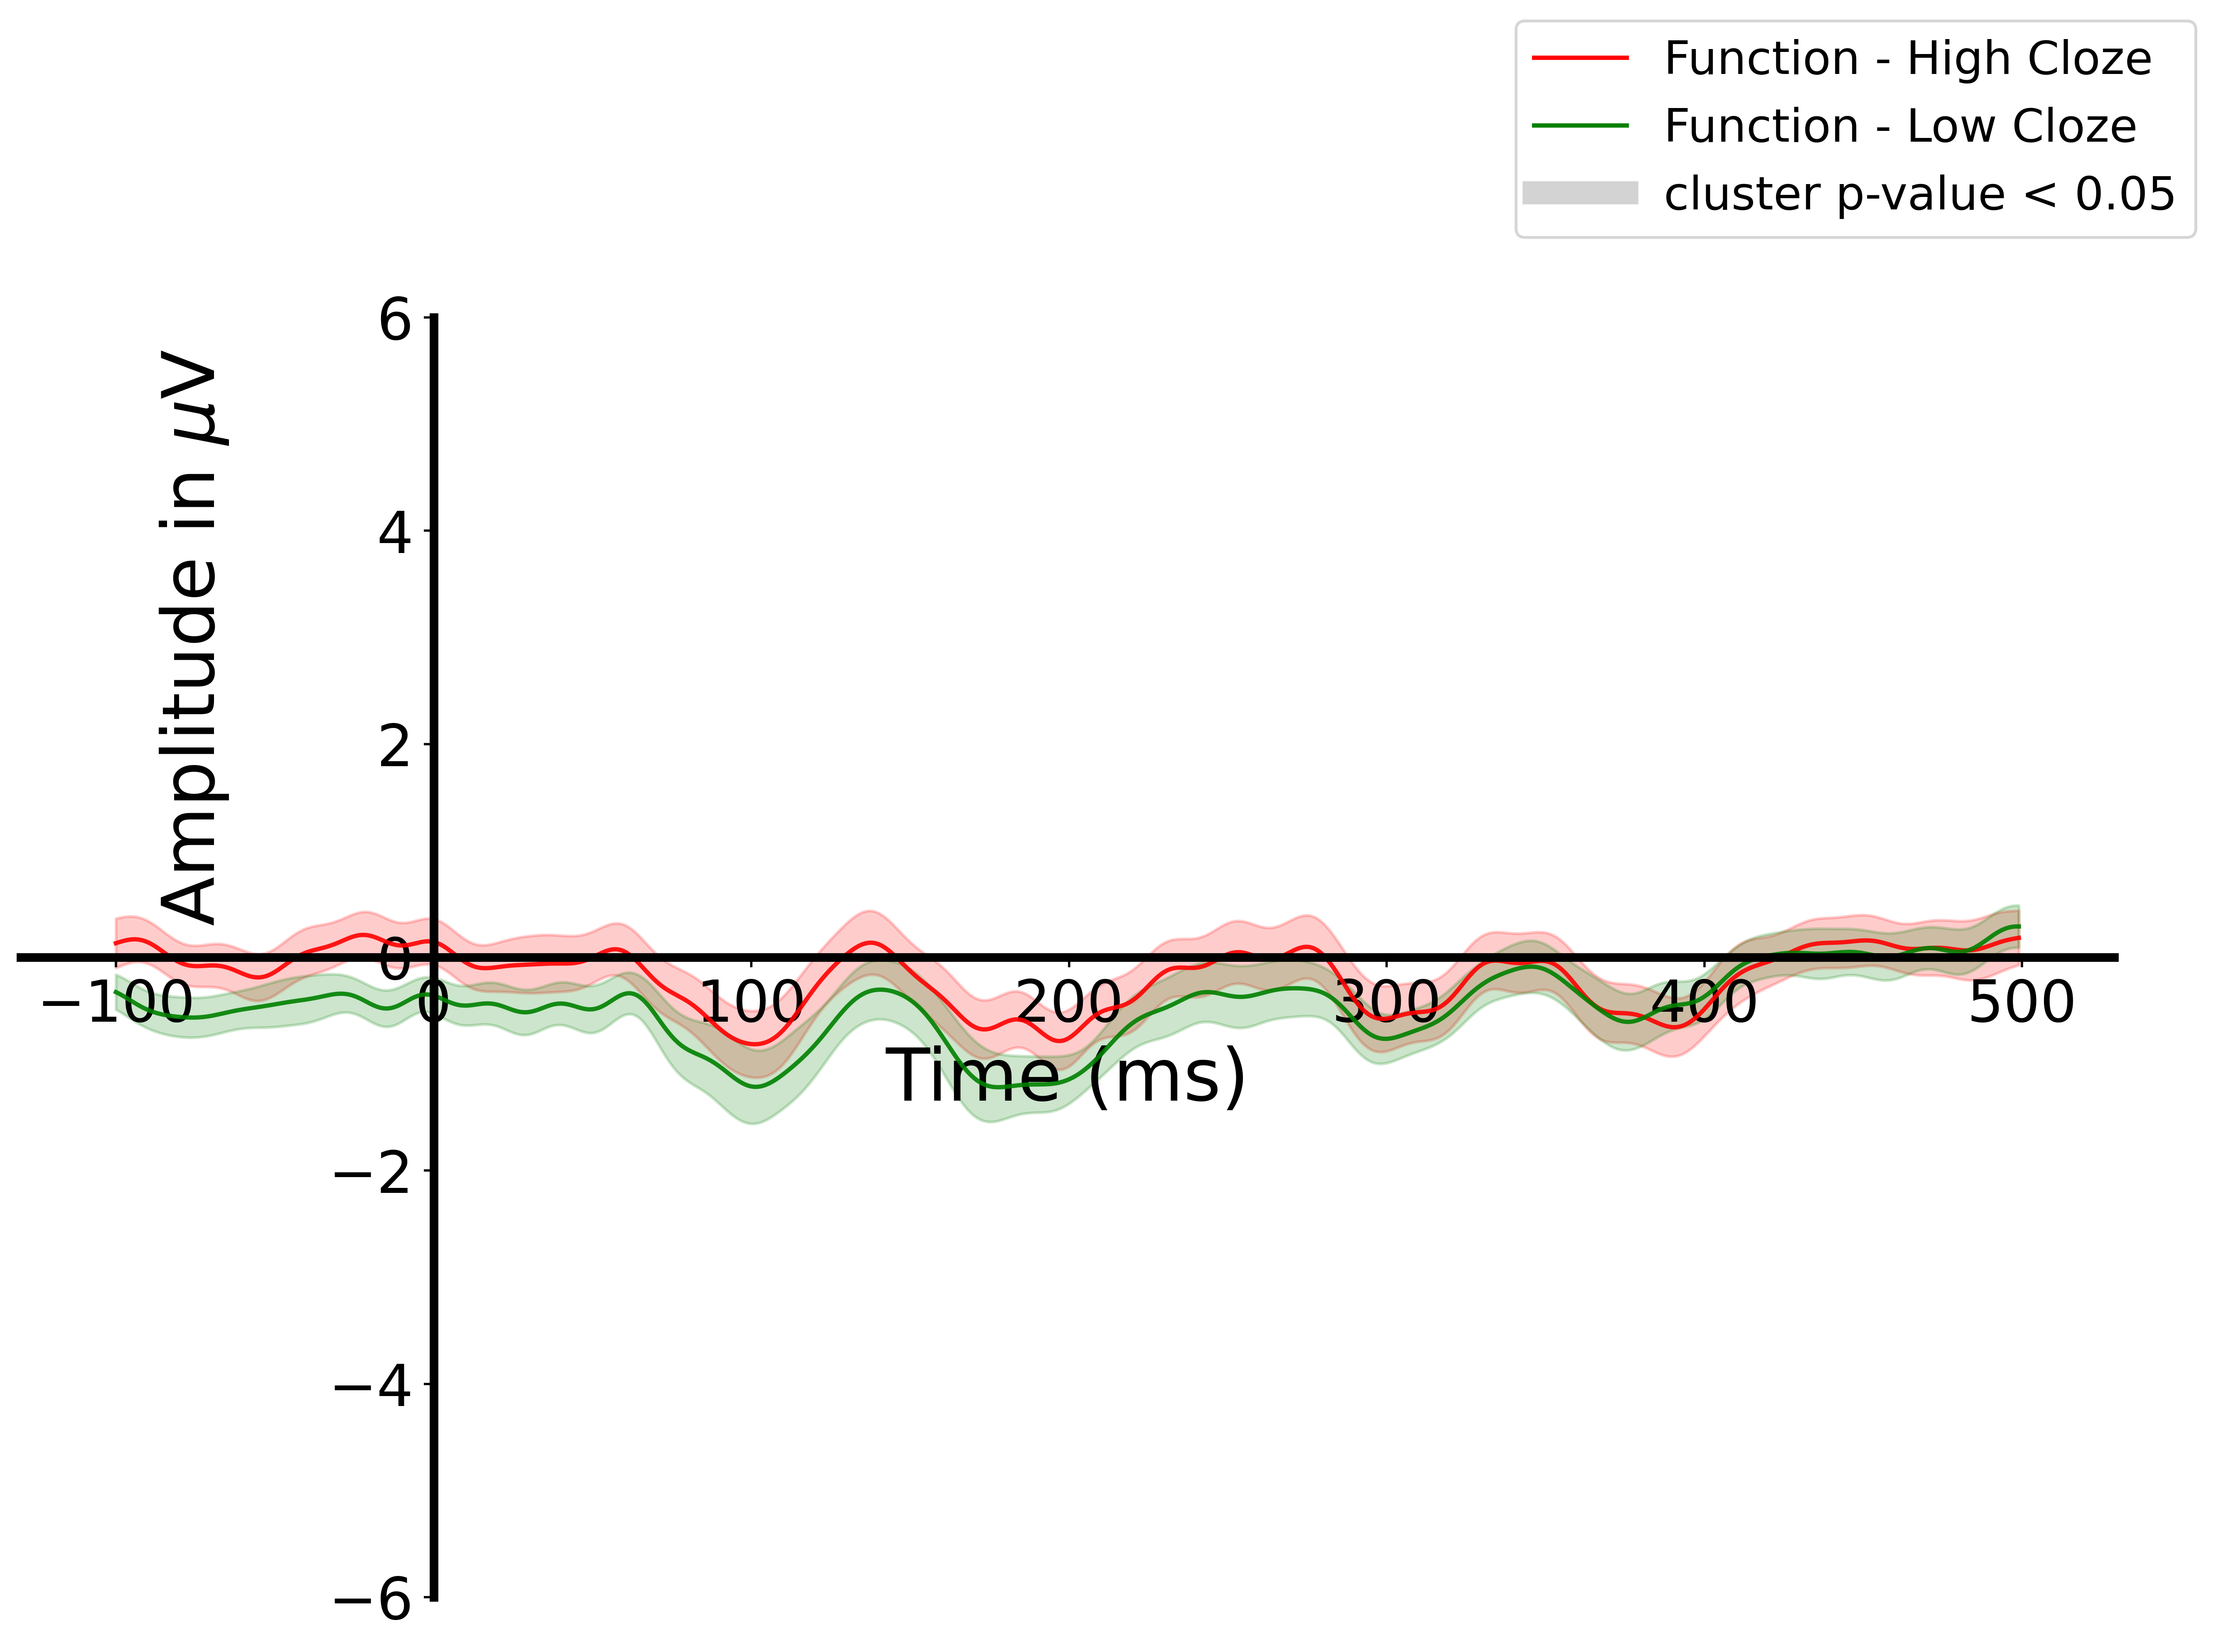 Function - High Cloze
Function - Low Cloze
cluster p-value < 0.05
Amplitude in µV
6
4
2
0
−2
−4
−6
−100 0 100 200 300 400 500
Time (ms)